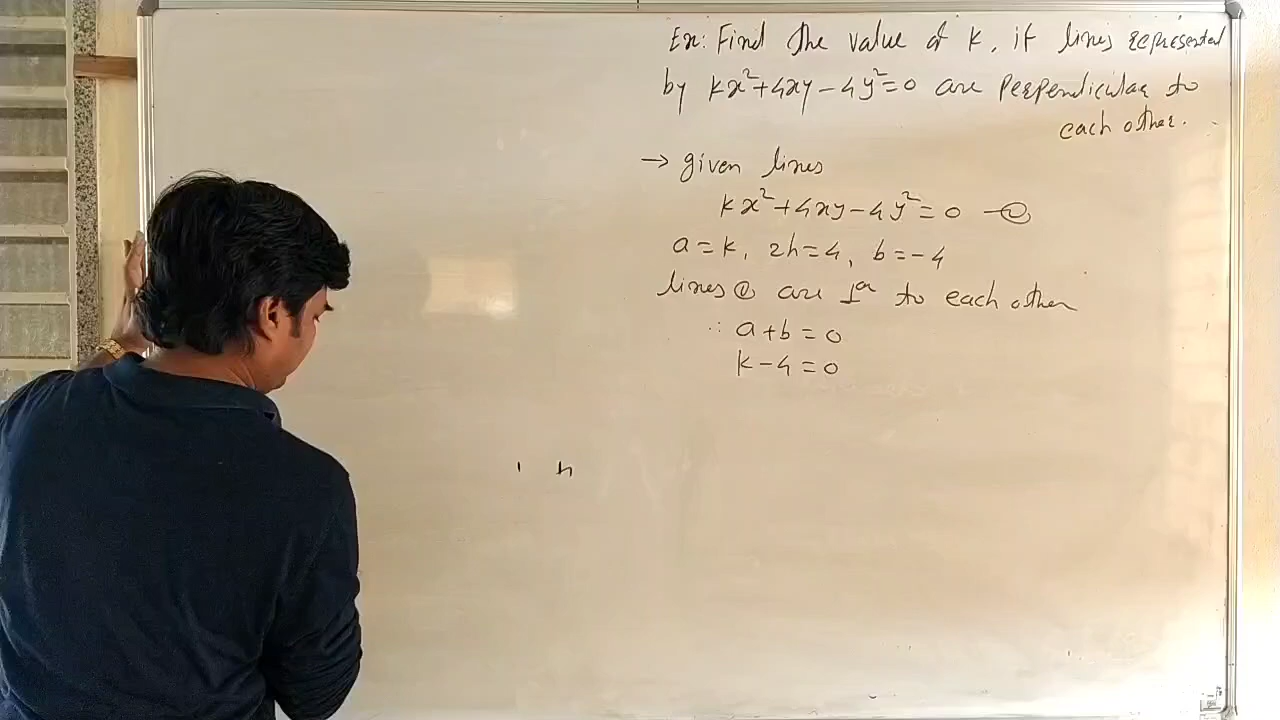 Ex: Find the value of k, if lines represented
by kx²+4xy-4y²=0 are perpendicular to
each other.
→ given lines
kx²+4xy-4y²=0 —①
a=k, 2h=4, b=-4
lines ① are ⊥ar to each other
∴ a+b=0
k-4=0